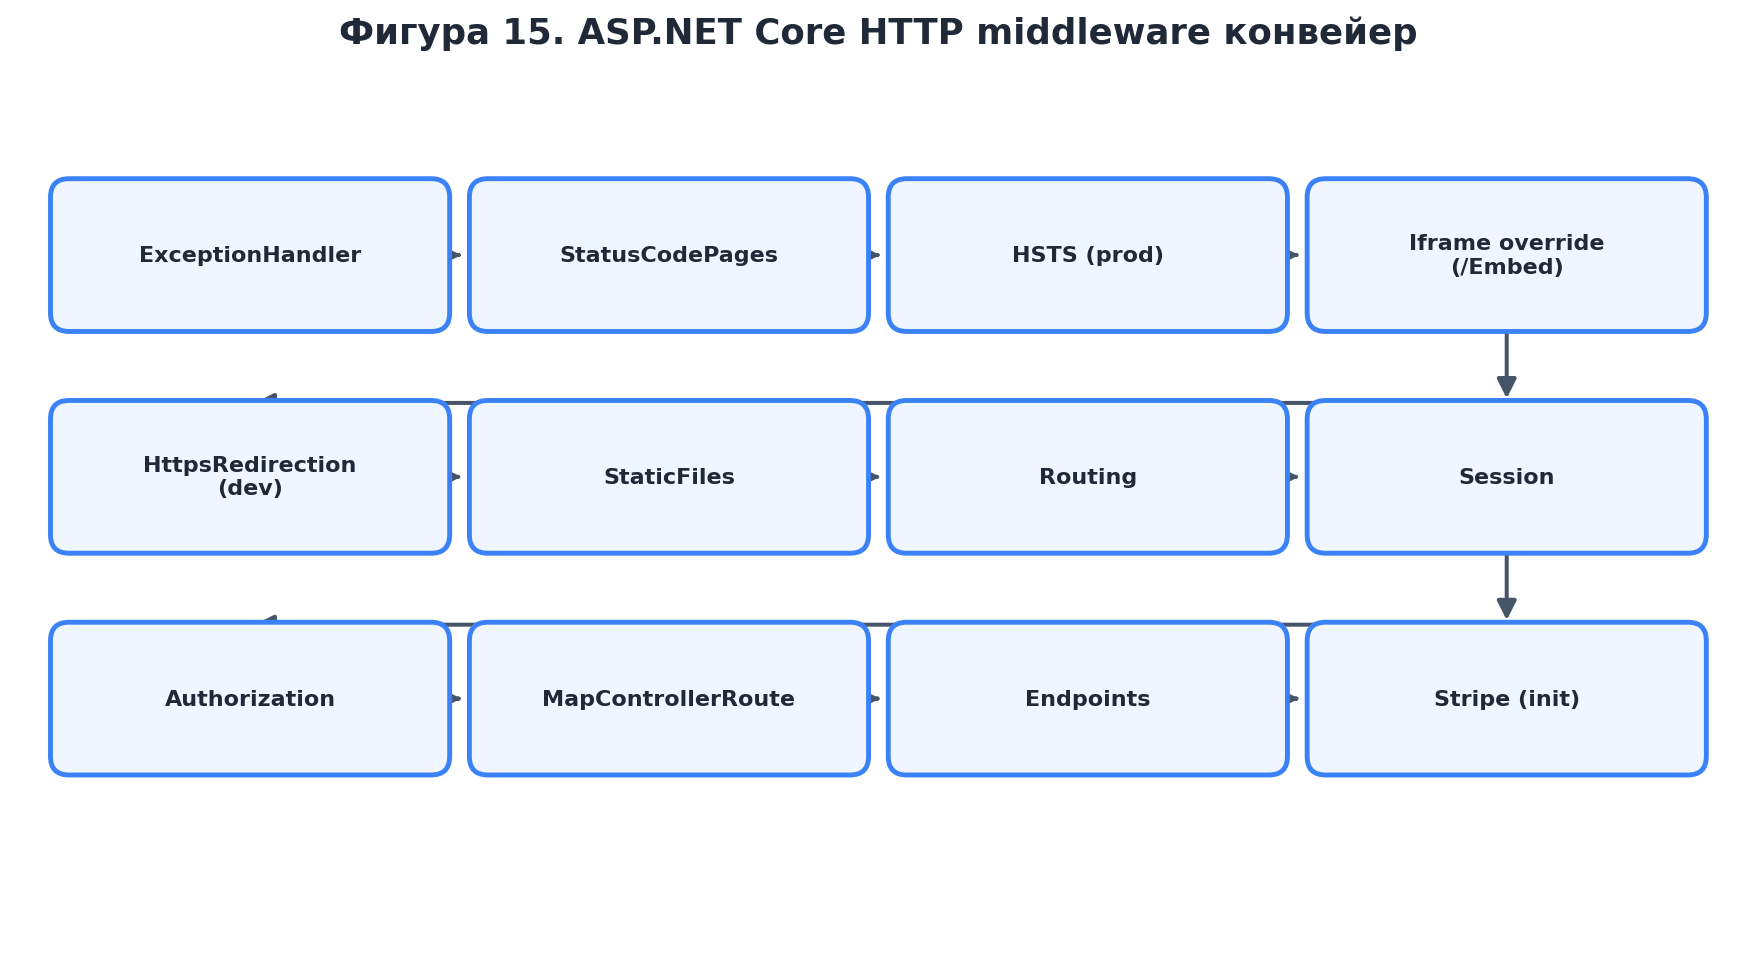 Фигура 15. ASP.NET Core HTTP middleware конвейер
ExceptionHandler
StatusCodePages
HSTS (prod)
Iframe override
(/Embed)
HttpsRedirection
(dev)
StaticFiles
Routing
Session
Authorization
MapControllerRoute
Endpoints
Stripe (init)